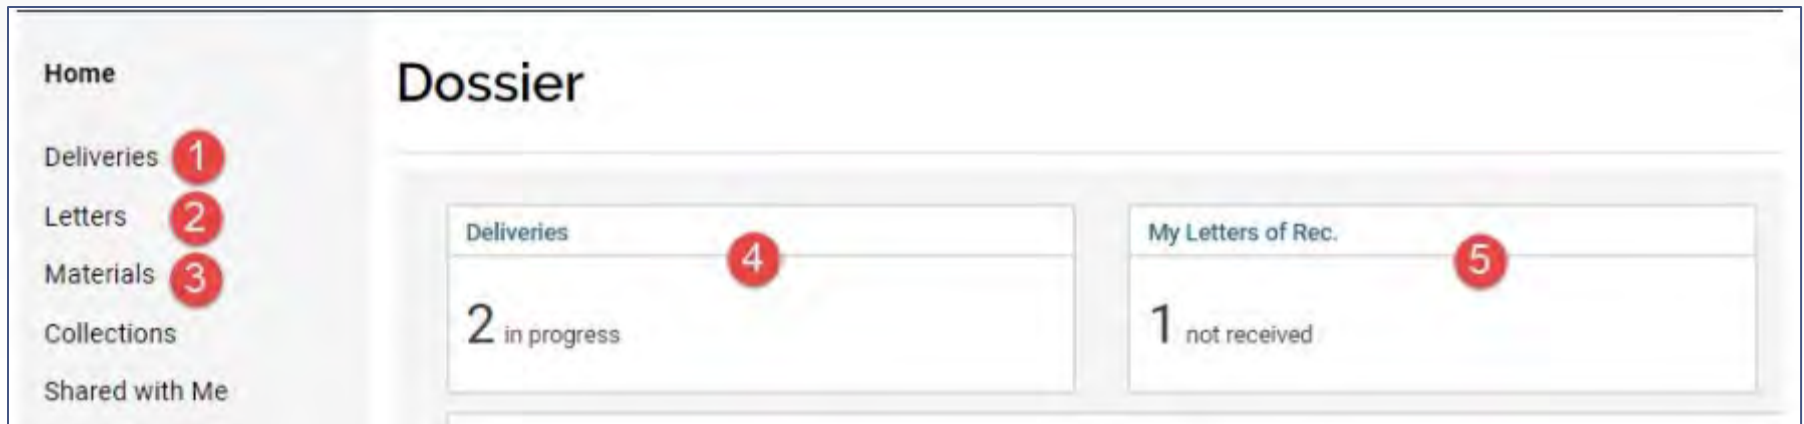 Home
Deliveries 1
Letters 2
Materials 3
Collections
Shared with Me
Dossier
Deliveries
4
2 in progress
My Letters of Rec.
5
1 not received